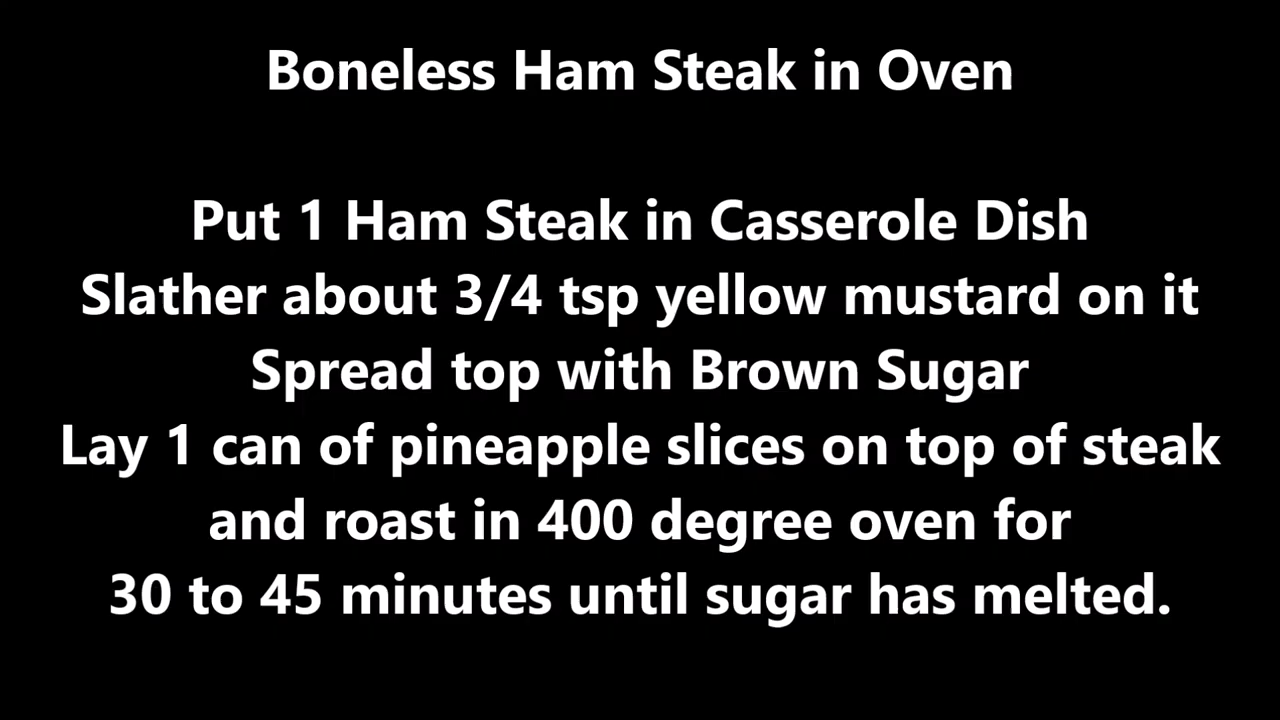 Boneless Ham Steak in Oven
Put 1 Ham Steak in Casserole Dish
Slather about 3/4 tsp yellow mustard on it
Spread top with Brown Sugar
Lay 1 can of pineapple slices on top of steak
and roast in 400 degree oven for
30 to 45 minutes until sugar has melted.